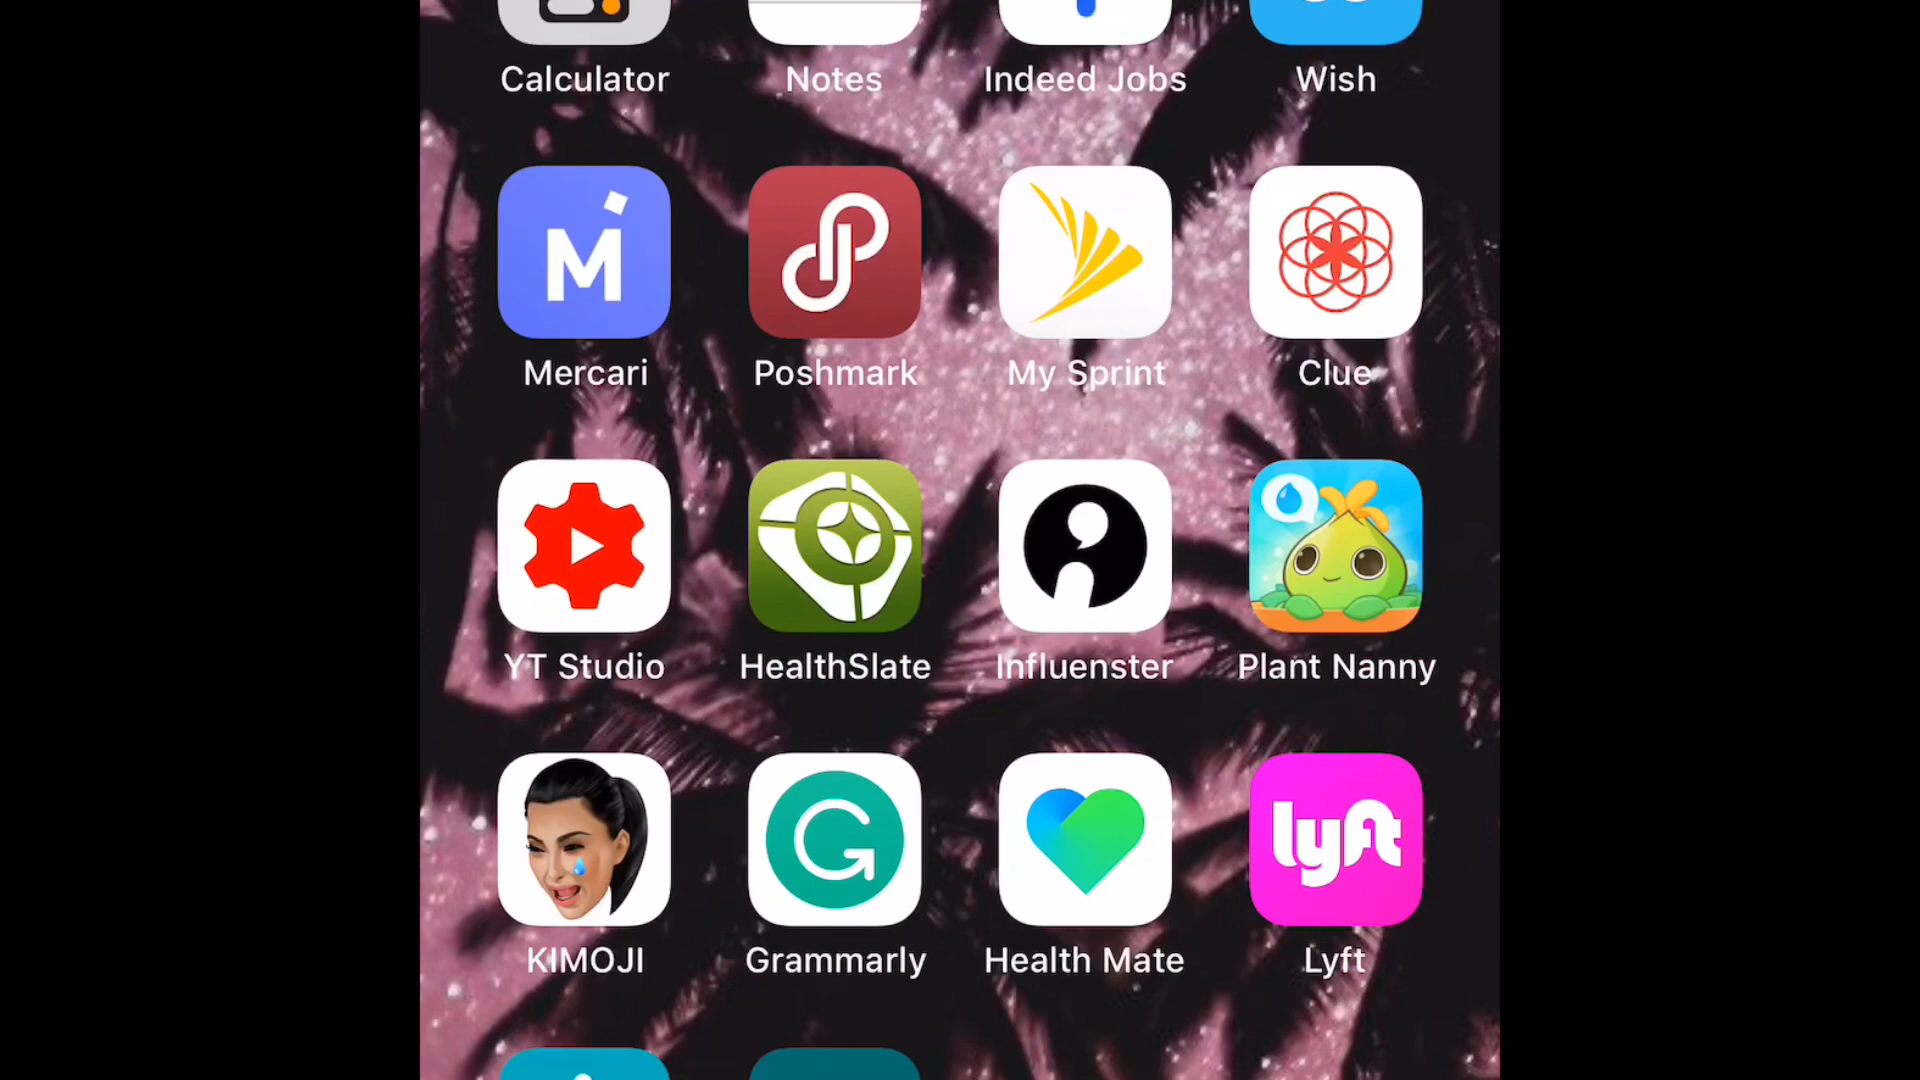 Calculator Notes Indeed Jobs Wish
M
Mercari Poshmark My Sprint Clue
YT Studio HealthSlate Influenster Plant Nanny
G lyft
KIMOJI Grammarly Health Mate Lyft